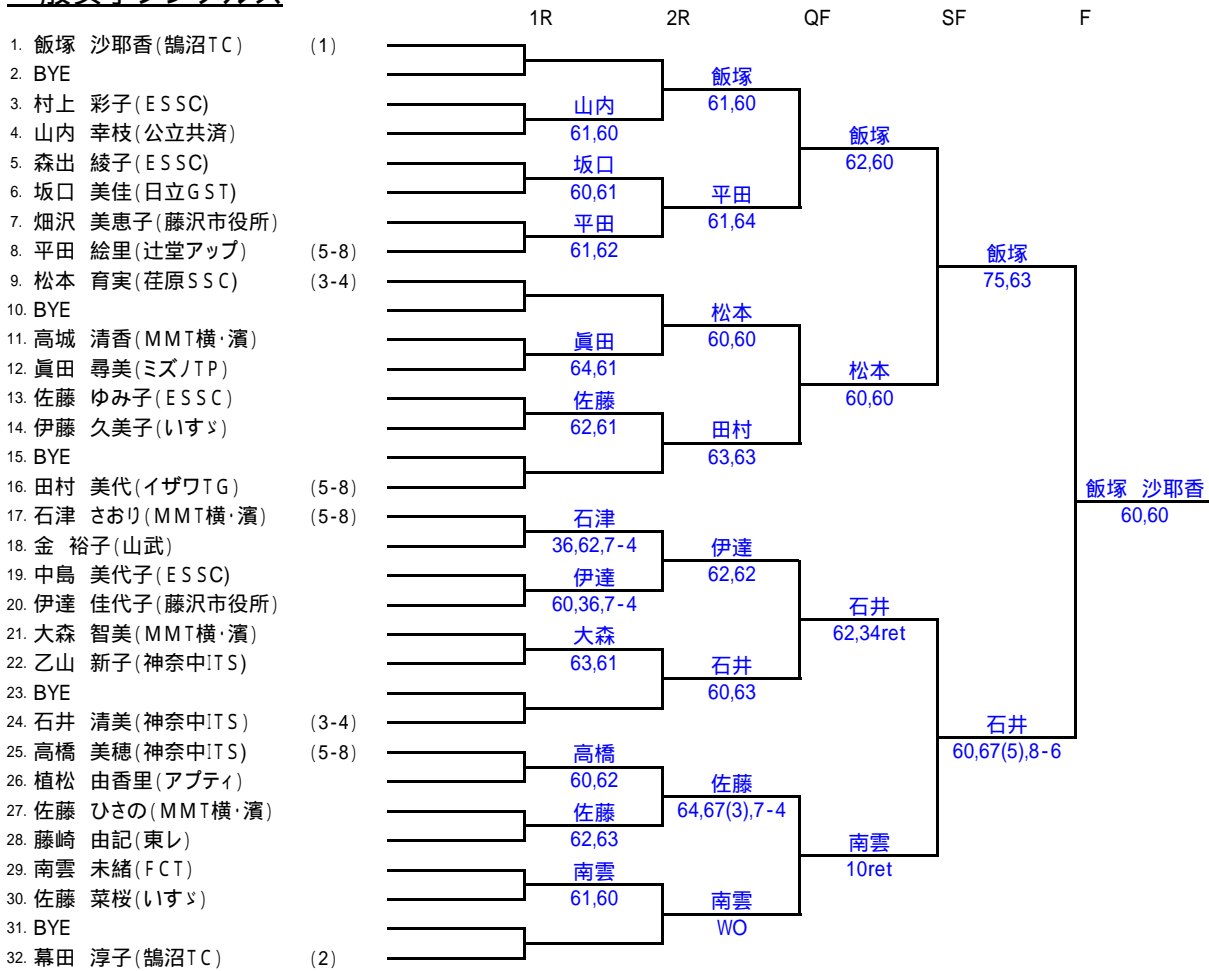 1R 2R QF SF F
1. 飯塚 沙耶香(鵠沼TC) (1)
2. BYE
飯塚
3. 村上 彩子(ESSC)
山内 61,60
4. 山内 幸枝(公立共済)
61,60 飯塚
5. 森出 綾子(ESSC)
坂口 62,60
6. 坂口 美佳(日立GST)
60,61 平田
7. 畑沢 美恵子(藤沢市役所)
平田 61,64
8. 平田 絵里(辻堂アップ) (5-8)
61,62 飯塚
9. 松本 育実(荏原SSC) (3-4)
75,63
10. BYE
松本
11. 高城 清香(MMT横・濱)
眞田 60,60
12. 眞田 尋美(ミズノTP)
64,61 松本
13. 佐藤 ゆみ子(ESSC)
佐藤 60,60
14. 伊藤 久美子(いすゞ)
62,61 田村
15. BYE
63,63
16. 田村 美代(イザワTG) (5-8)
飯塚 沙耶香
17. 石津 さおり(MMT横・濱) (5-8)
石津 60,60
18. 金 裕子(山武)
36,62,7-4 伊達
19. 中島 美代子(ESSC)
伊達 62,62
20. 伊達 佳代子(藤沢市役所)
60,36,7-4 石井
21. 大森 智美(MMT横・濱)
大森 62,34ret
22. 乙山 新子(神奈中ITS)
63,61 石井
23. BYE
60,63
24. 石井 清美(神奈中ITS) (3-4)
石井
25. 高橋 美穂(神奈中ITS) (5-8)
高橋 60,67(5),8-6
26. 植松 由香里(アプティ)
60,62 佐藤
27. 佐藤 ひさの(MMT横・濱)
佐藤 64,67(3),7-4
28. 藤崎 由記(東レ)
62,63 南雲
29. 南雲 未緒(FCT)
南雲 10ret
30. 佐藤 菜桜(いすゞ)
61,60 南雲
31. BYE
WO
32. 幕田 淳子(鵠沼TC) (2)